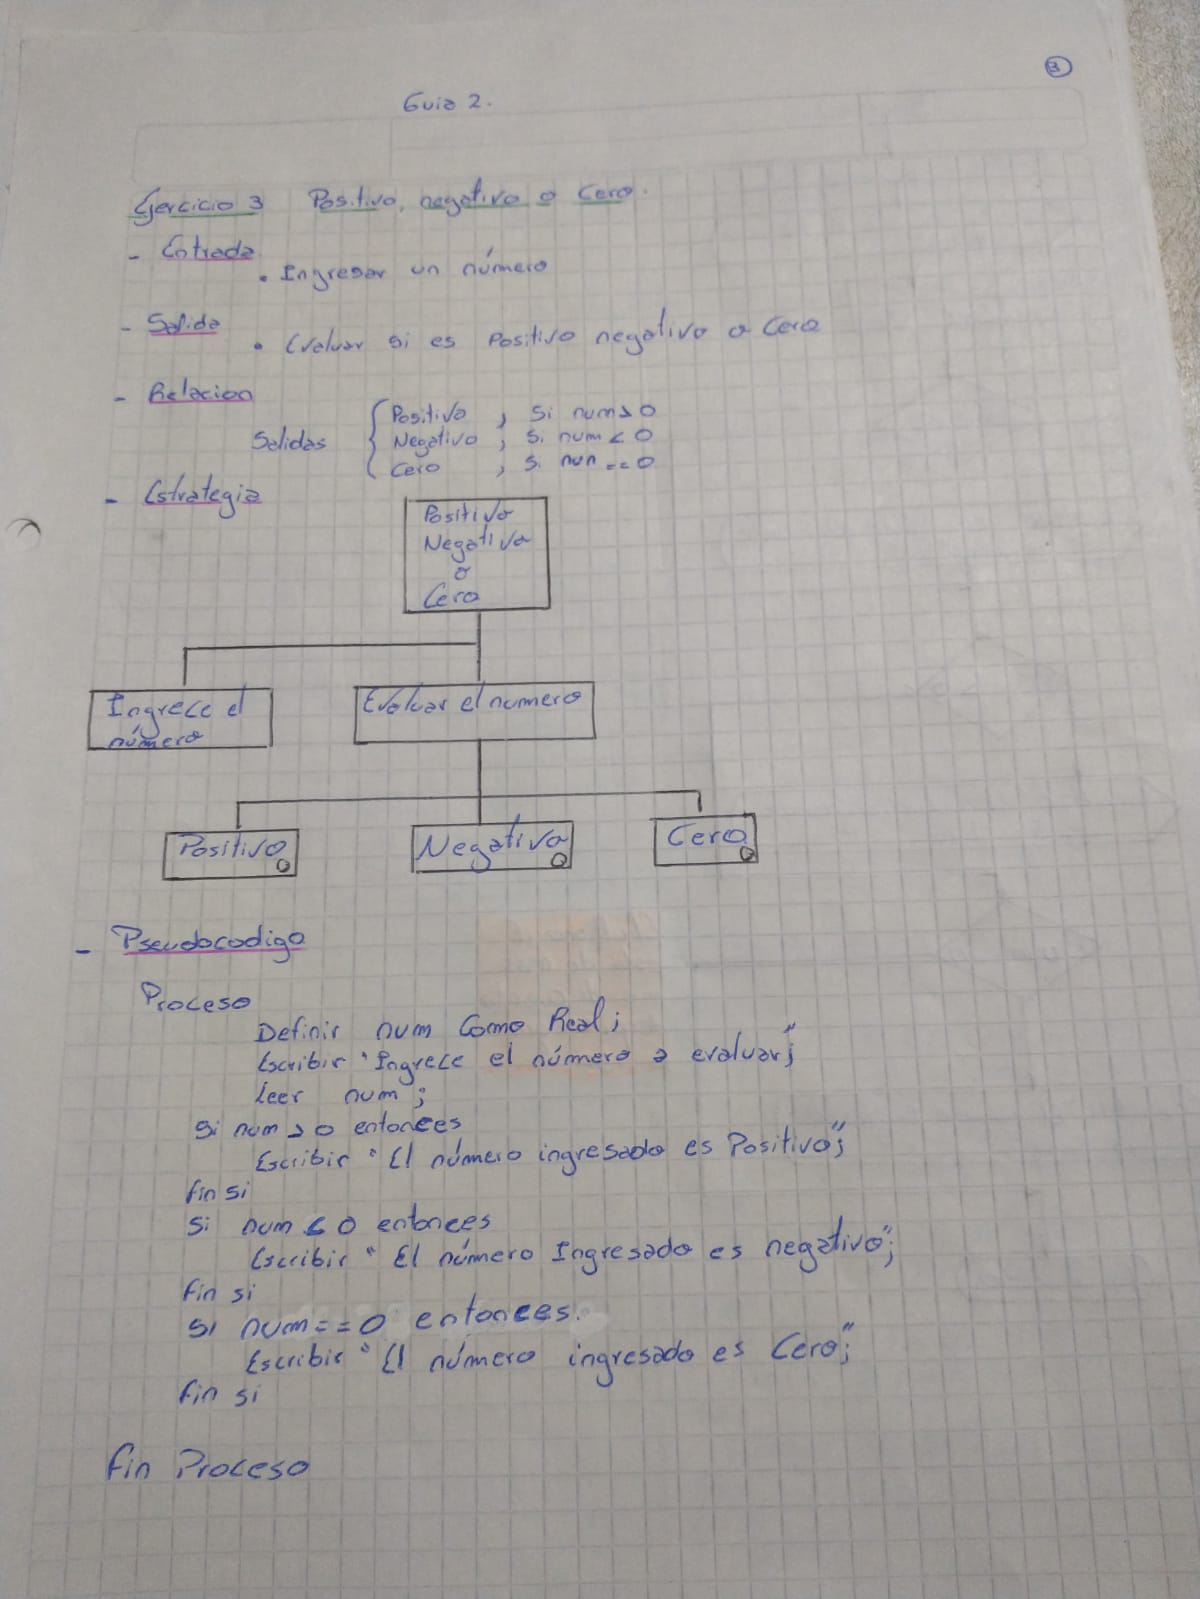 3
Guia 2.
Ejercicio 3 Positivo, negativo o Cero.
- Entrada
• Ingresar un número
- Salida
• Evaluar si es Positivo negativo o Cero
- Relacion
Salidas { Positivo , Si num > 0
Negativo , Si num < 0
Cero , Si nun == 0
- Estrategia
Positivo
Negativo
o
Cero
Ingrece el
número
Evaluar el numero
Positivo
Negativo
Cero
- Pseudocodigo
Proceso
Definir num Como Real;
Escribir "Ingrece el número a evaluar";
Leer num;
Si num > 0 entonces
Escribir "El número ingresado es Positivo";
fin si
Si num < 0 entonces
Escribir "El número Ingresado es negativo";
fin si
Si num == 0 entonces.
Escribir "El número ingresado es Cero";
fin si
fin Proceso